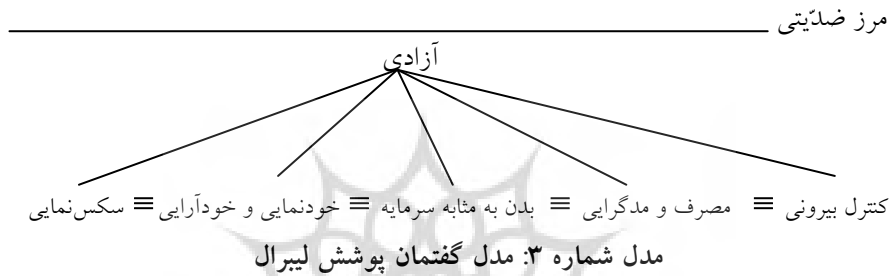 مرز ضدّیتی
آزادی
کنترل بیرونی ≡ مصرف و مدگرایی ≡ بدن به مثابه سرمایه ≡ خودنمایی و خودآرایی ≡ سکس‌نمایی
مدل شماره ۳: مدل گفتمان پوشش لیبرال